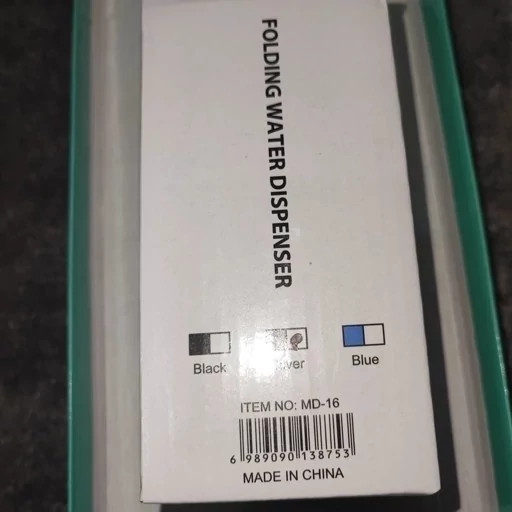 FOLDING WATER DISPENSER
Black
Blue
ITEM NO: MD-16
6 989090 138753
MADE IN CHINA